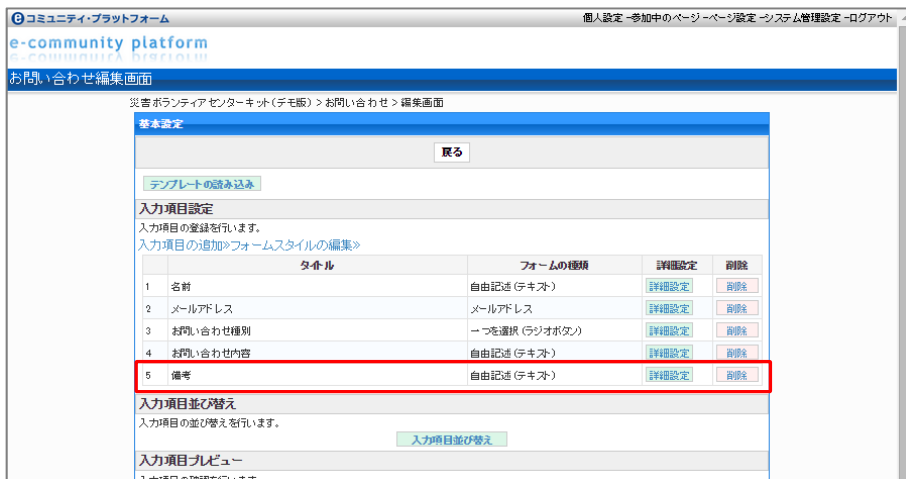 eコミュニティ・プラットフォーム 個人設定 -参加中のページ -ページ設定 -システム管理設定 -ログアウト
e-community platform
お問い合わせ編集画面
災害ボランティアセンターキット(デモ版) > お問い合わせ > 編集画面
基本設定
戻る
テンプレートの読み込み
入力項目設定
入力項目の登録を行います。
入力項目の追加»フォームスタイルの編集»
タイトル フォームの種類 詳細設定 削除
1 名前 自由記述(テキスト) 詳細設定 削除
2 メールアドレス メールアドレス 詳細設定 削除
3 お問い合わせ種別 一つを選択(ラジオボタン) 詳細設定 削除
4 お問い合わせ内容 自由記述(テキスト) 詳細設定 削除
5 備考 自由記述(テキスト) 詳細設定 削除
入力項目並び替え
入力項目の並び替えを行います。
入力項目並び替え
入力項目プレビュー